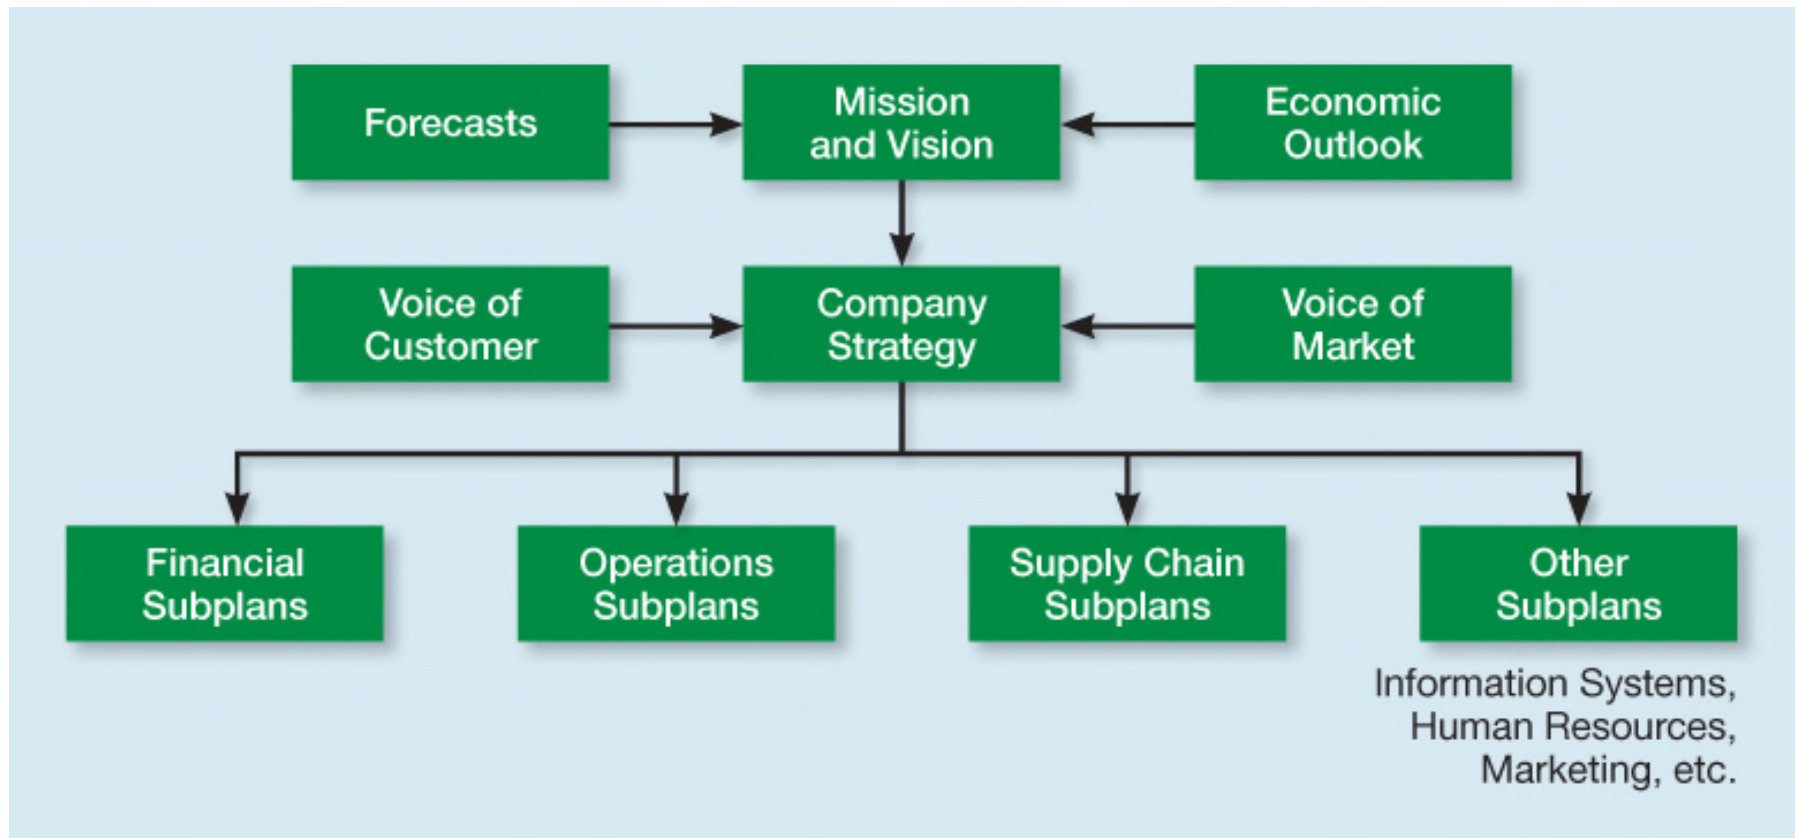 Forecasts
Mission
and Vision
Economic
Outlook
Voice of
Customer
Company
Strategy
Voice of
Market
Financial
Subplans
Operations
Subplans
Supply Chain
Subplans
Other
Subplans
Information Systems,
Human Resources,
Marketing, etc.